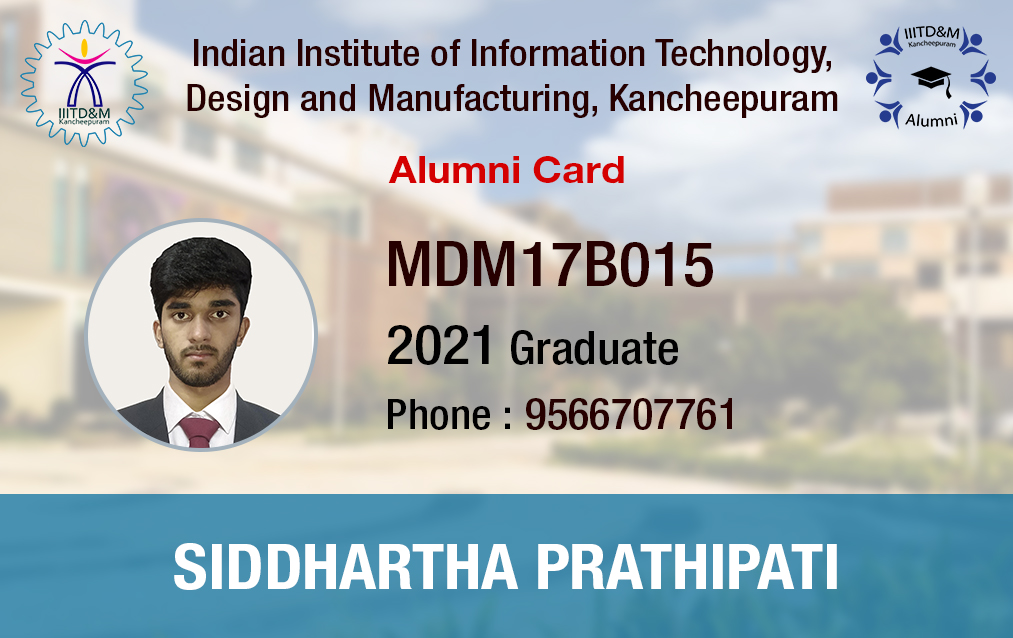 Indian Institute of Information Technology,
Design and Manufacturing, Kancheepuram
IIITD&M
Kancheepuram
IIITD&M
Kancheepuram
Alumni
Alumni Card
MDM17B015
2021 Graduate
Phone : 9566707761
SIDDHARTHA PRATHIPATI